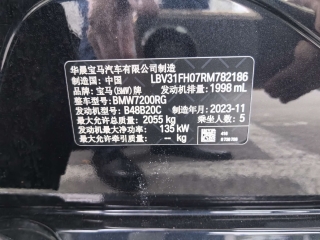 华晨宝马汽车有限公司制造
制造国: 中国 LBV31FH07RM782186
品牌: 宝马(BMW)牌 发动机排量: 1998 mL
整车型号: BMW7200RG
发动机型号: B48B20C 制造年月: 2023-11
最大允许总质量: 2055 kg 乘坐人数: 5
发动机最大净功率: 135 kW
最大允许牵引质量: -- kg